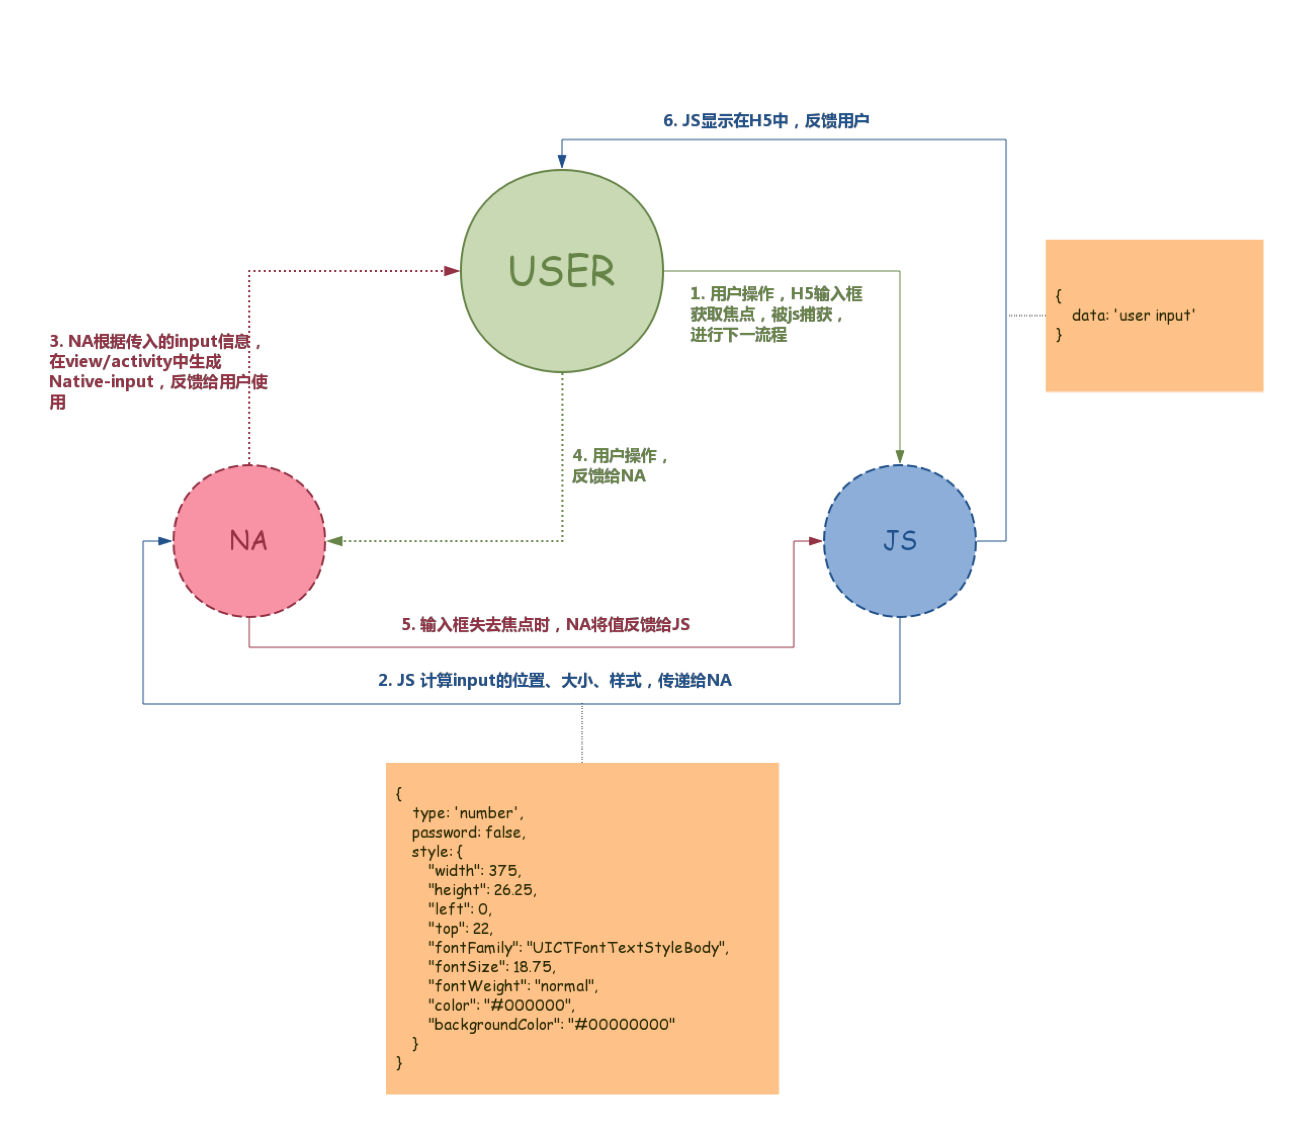 6. JS显示在H5中，反馈用户
USER
1. 用户操作，H5输入框
获取焦点，被js捕获，
进行下一流程
{
data: 'user input'
}
3. NA根据传入的input信息，
在view/activity中生成
Native-input，反馈给用户使
用
4. 用户操作，
反馈给NA
NA
JS
5. 输入框失去焦点时，NA将值反馈给JS
2. JS 计算input的位置、大小、样式，传递给NA
{
type: 'number',
password: false,
style: {
"width": 375,
"height": 26.25,
"left": 0,
"top": 22,
"fontFamily": "UICTFontTextStyleBody",
"fontSize": 18.75,
"fontWeight": "normal",
"color": "#000000",
"backgroundColor": "#00000000"
}
}